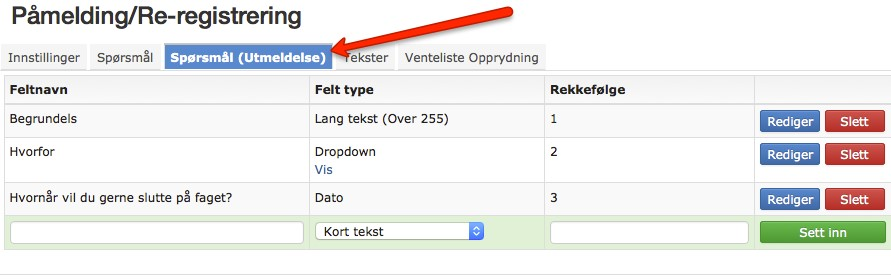 Påmelding/Re-registrering
Innstillinger Spørsmål Spørsmål (Utmeldelse) Tekster Venteliste Opprydning
Feltnavn Felt type Rekkefølge
Begrundels Lang tekst (Over 255) 1 Rediger Slett
Hvorfor Dropdown 2 Rediger Slett
Vis
Hvornår vil du gerne slutte på faget? Dato 3 Rediger Slett
Kort tekst Sett inn